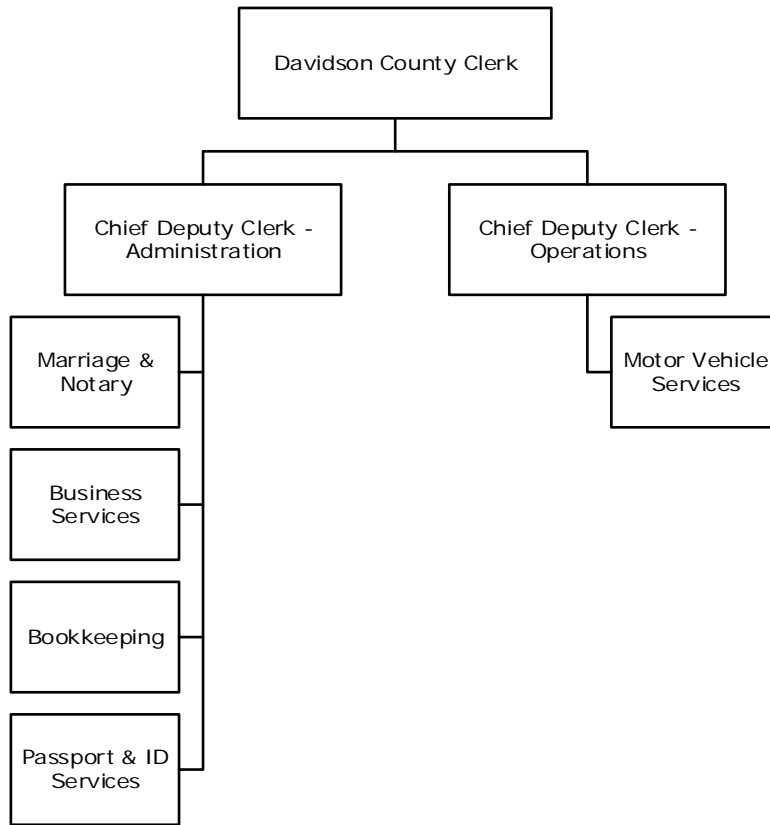 Davidson County Clerk
Chief Deputy Clerk -
Administration
Chief Deputy Clerk -
Operations
Marriage &
Notary
Motor Vehicle
Services
Business
Services
Bookkeeping
Passport & ID
Services